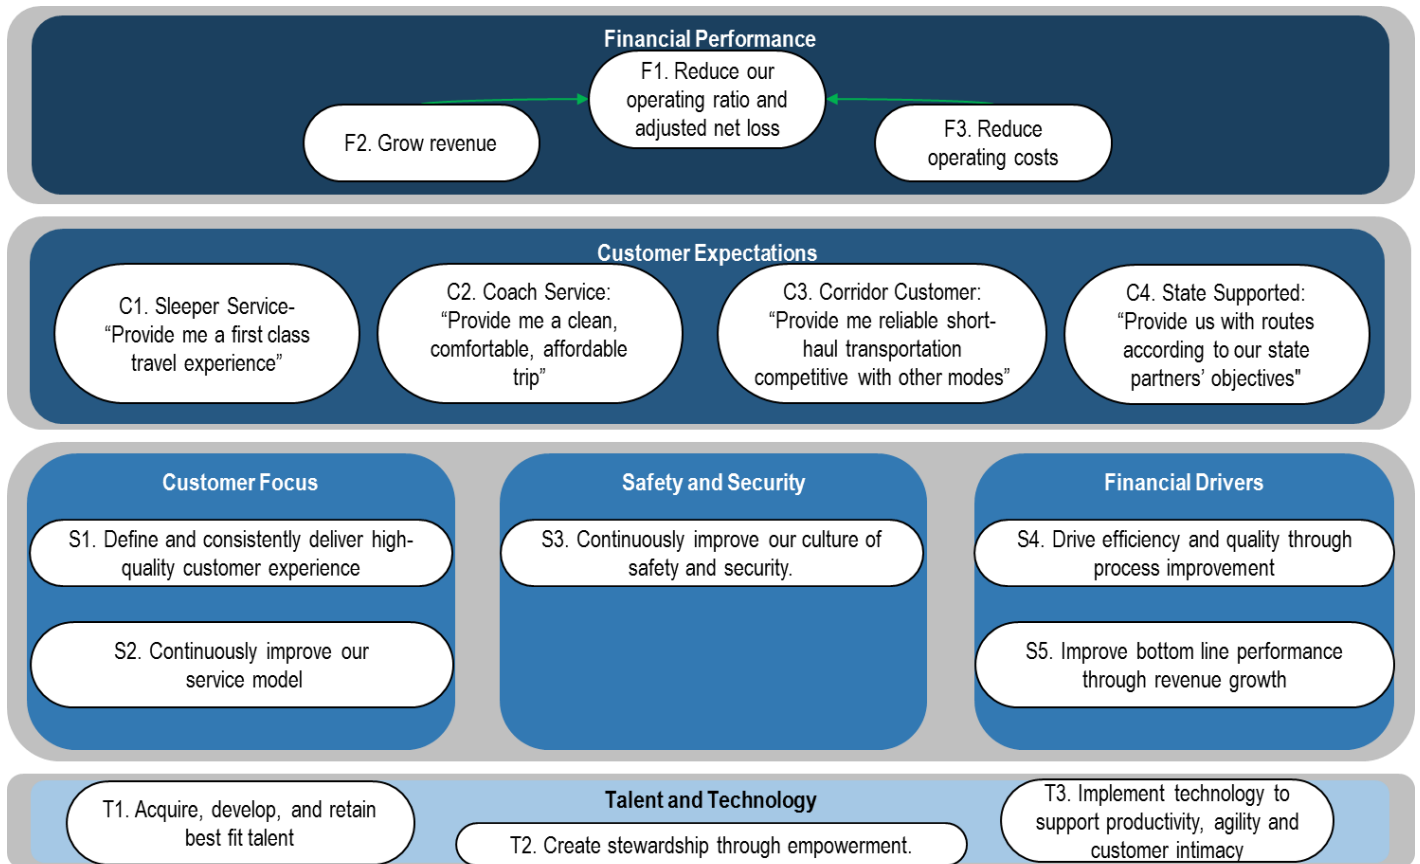 Financial Performance
F1. Reduce our
operating ratio and
adjusted net loss
F2. Grow revenue
F3. Reduce
operating costs
Customer Expectations
C1. Sleeper Service-
“Provide me a first class
travel experience”
C2. Coach Service:
“Provide me a clean,
comfortable, affordable
trip”
C3. Corridor Customer:
“Provide me reliable short-
haul transportation
competitive with other modes”
C4. State Supported:
“Provide us with routes
according to our state
partners’ objectives"
Customer Focus
S1. Define and consistently deliver high-
quality customer experience
S2. Continuously improve our
service model
Safety and Security
S3. Continuously improve our culture of
safety and security.
Financial Drivers
S4. Drive efficiency and quality through
process improvement
S5. Improve bottom line performance
through revenue growth
Talent and Technology
T1. Acquire, develop, and retain
best fit talent
T2. Create stewardship through empowerment.
T3. Implement technology to
support productivity, agility and
customer intimacy